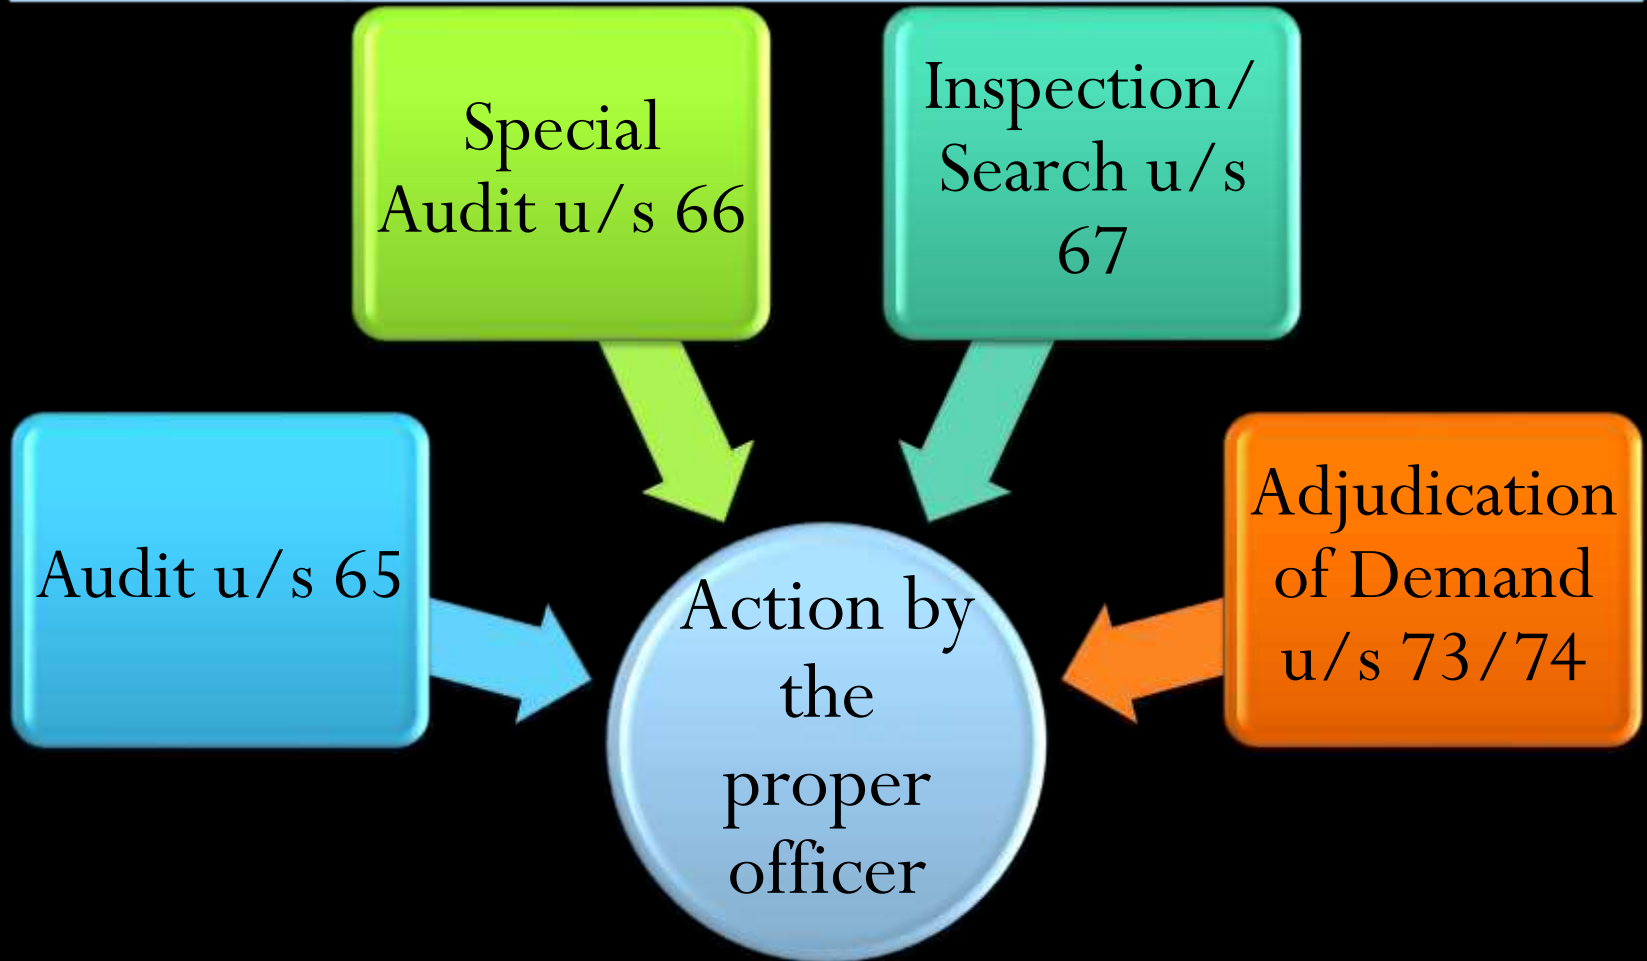 Special
Audit u/s 66
Inspection/
Search u/s
67
Audit u/s 65
Adjudication
of Demand
u/s 73/74
Action by
the
proper
officer